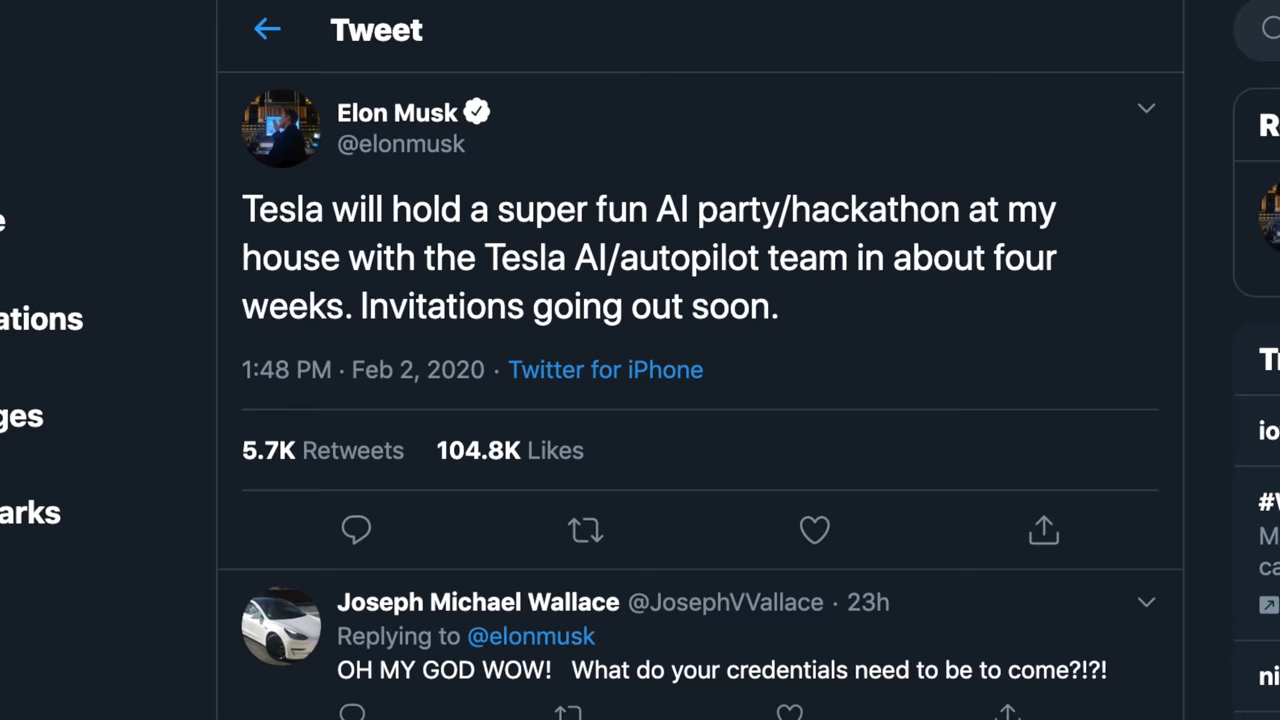 Tweet
Elon Musk
@elonmusk
Tesla will hold a super fun AI party/hackathon at my
house with the Tesla AI/autopilot team in about four
weeks. Invitations going out soon.
1:48 PM · Feb 2, 2020 · Twitter for iPhone
5.7K Retweets 104.8K Likes
Joseph Michael Wallace @JosephVVallace · 23h
Replying to @elonmusk
OH MY GOD WOW! What do your credentials need to be to come?!?!